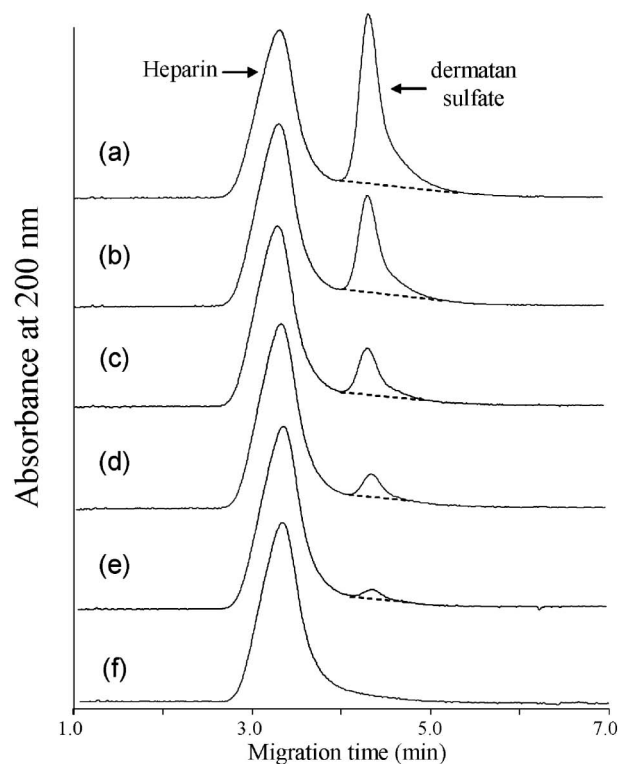 Heparin
dermatan
sulfate
(a)
(b)
(c)
(d)
(e)
(f)
Absorbance at 200 nm
1.0 3.0 5.0 7.0
Migration time (min)